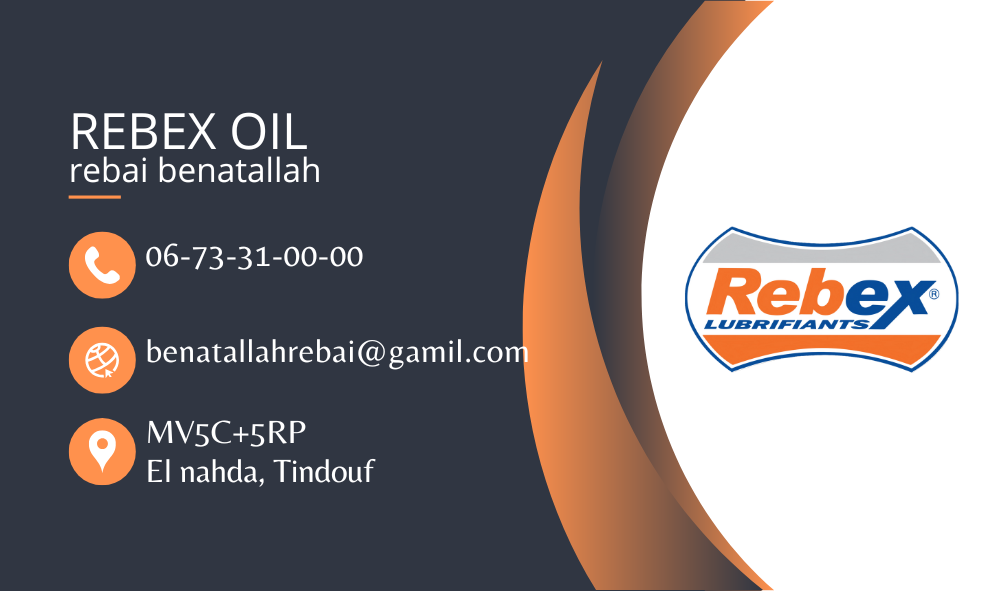 REBEX OIL
rebai benatallah
06-73-31-00-00
benatallahrebai@gamil.com
MV5C+5RP
El nahda, Tindouf
Rebex®
LUBRIFIANTS